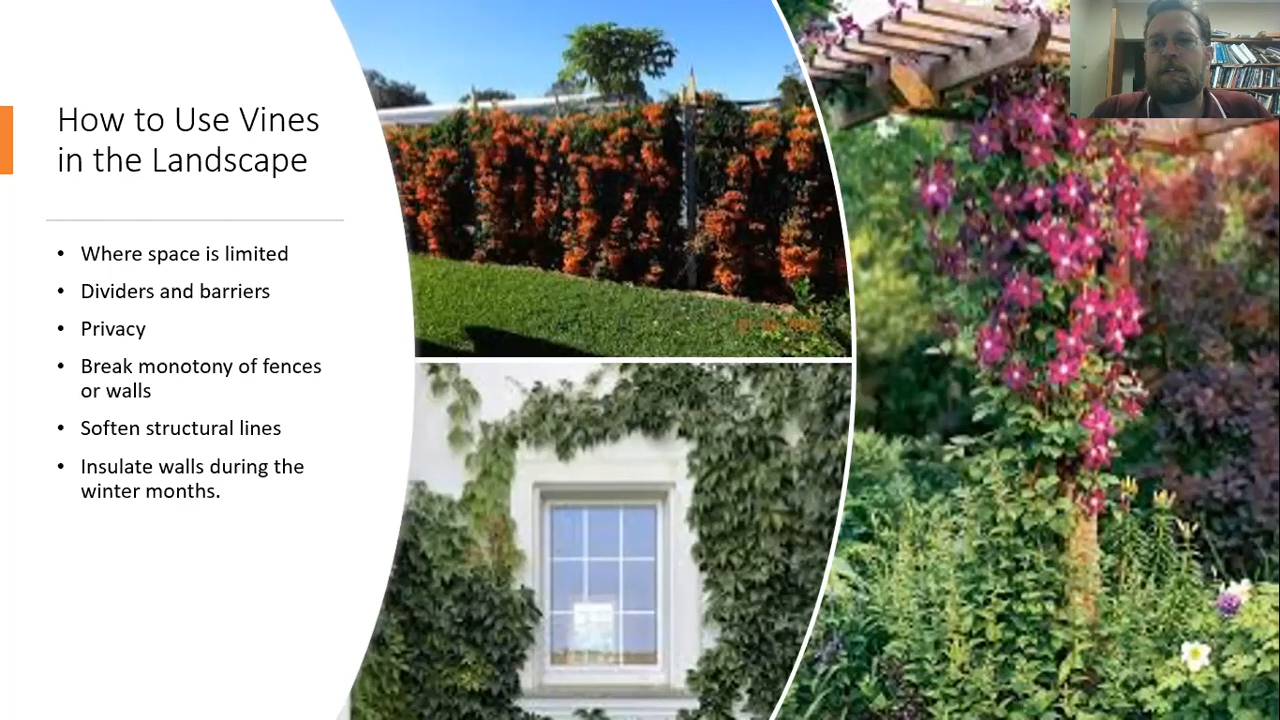 How to Use Vines
in the Landscape
• Where space is limited
• Dividers and barriers
• Privacy
• Break monotony of fences
or walls
• Soften structural lines
• Insulate walls during the
winter months.